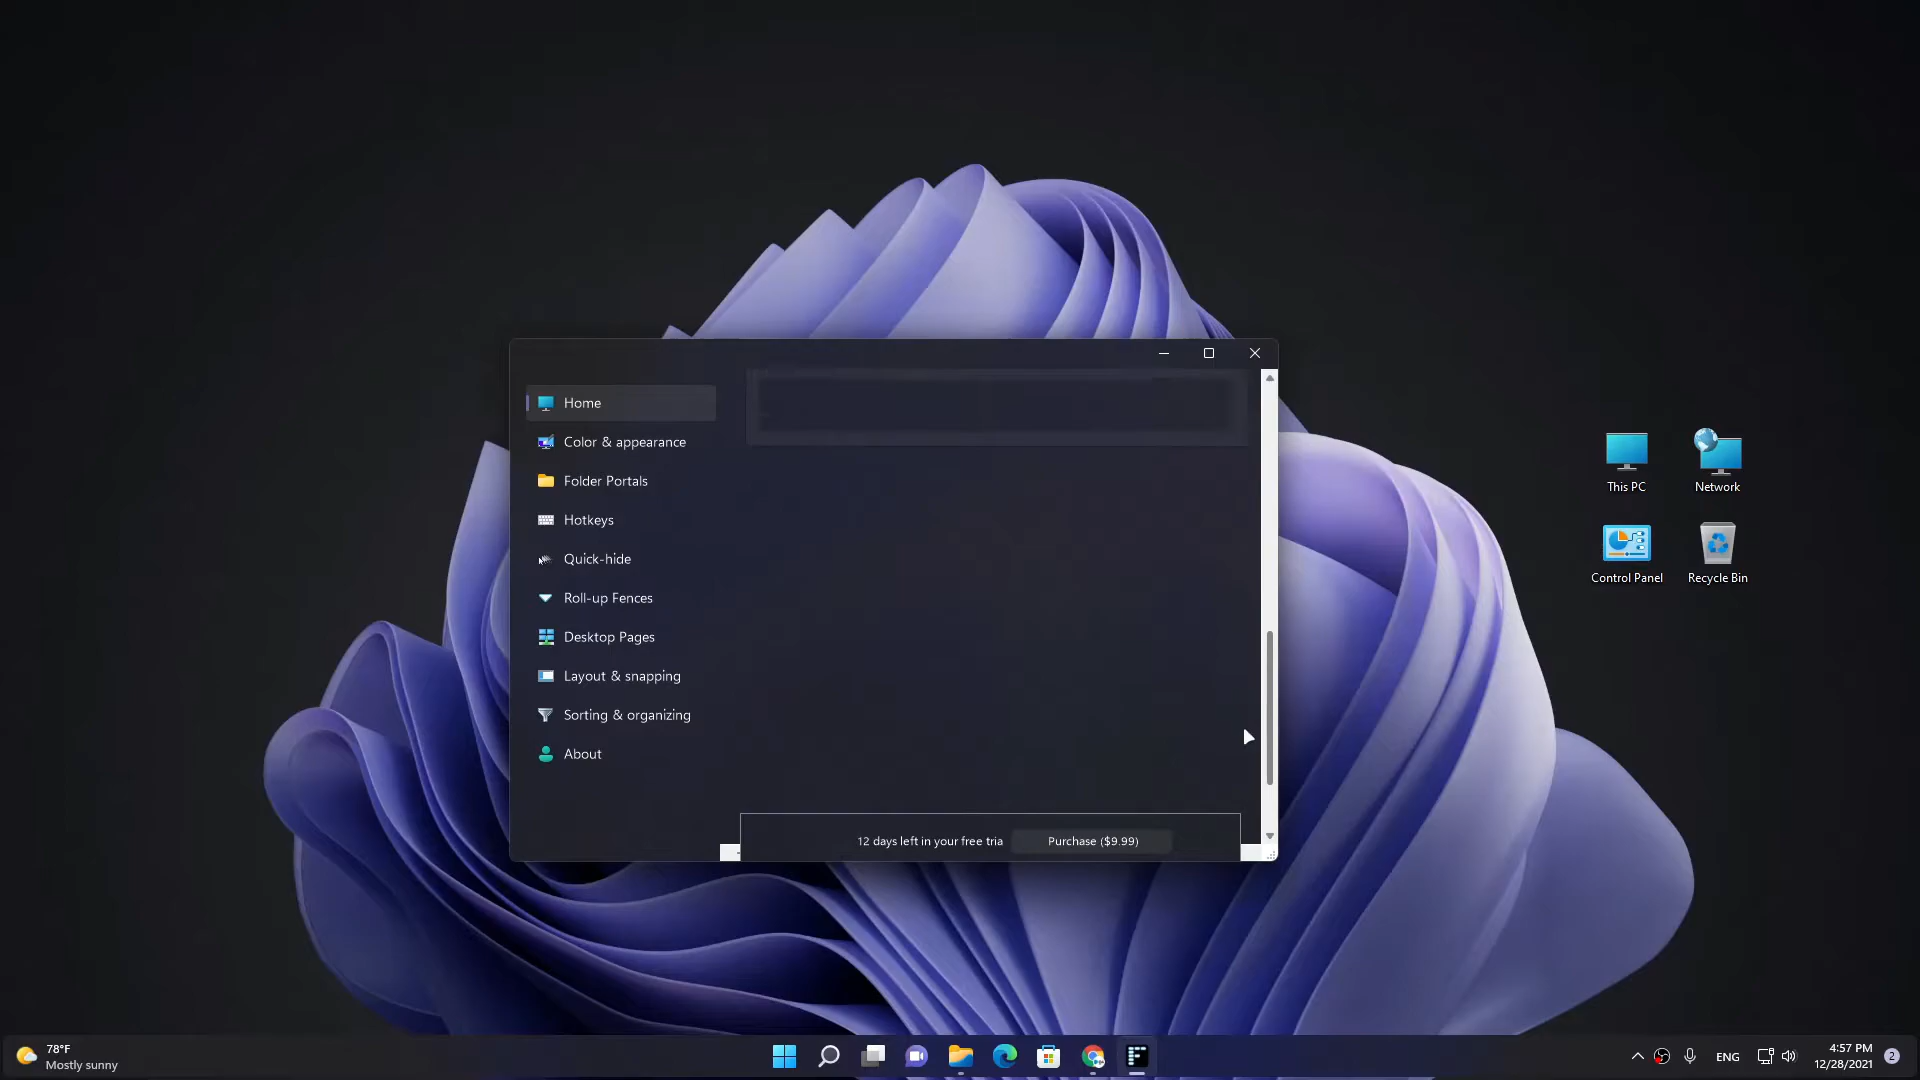 Home
Color & appearance
Folder Portals
Hotkeys
Quick-hide
Roll-up Fences
Desktop Pages
Layout & snapping
Sorting & organizing
About
12 days left in your free tria
Purchase ($9.99)
This PC
Network
Control Panel
Recycle Bin
78°F
Mostly sunny
ENG
4:57 PM
12/28/2021
2